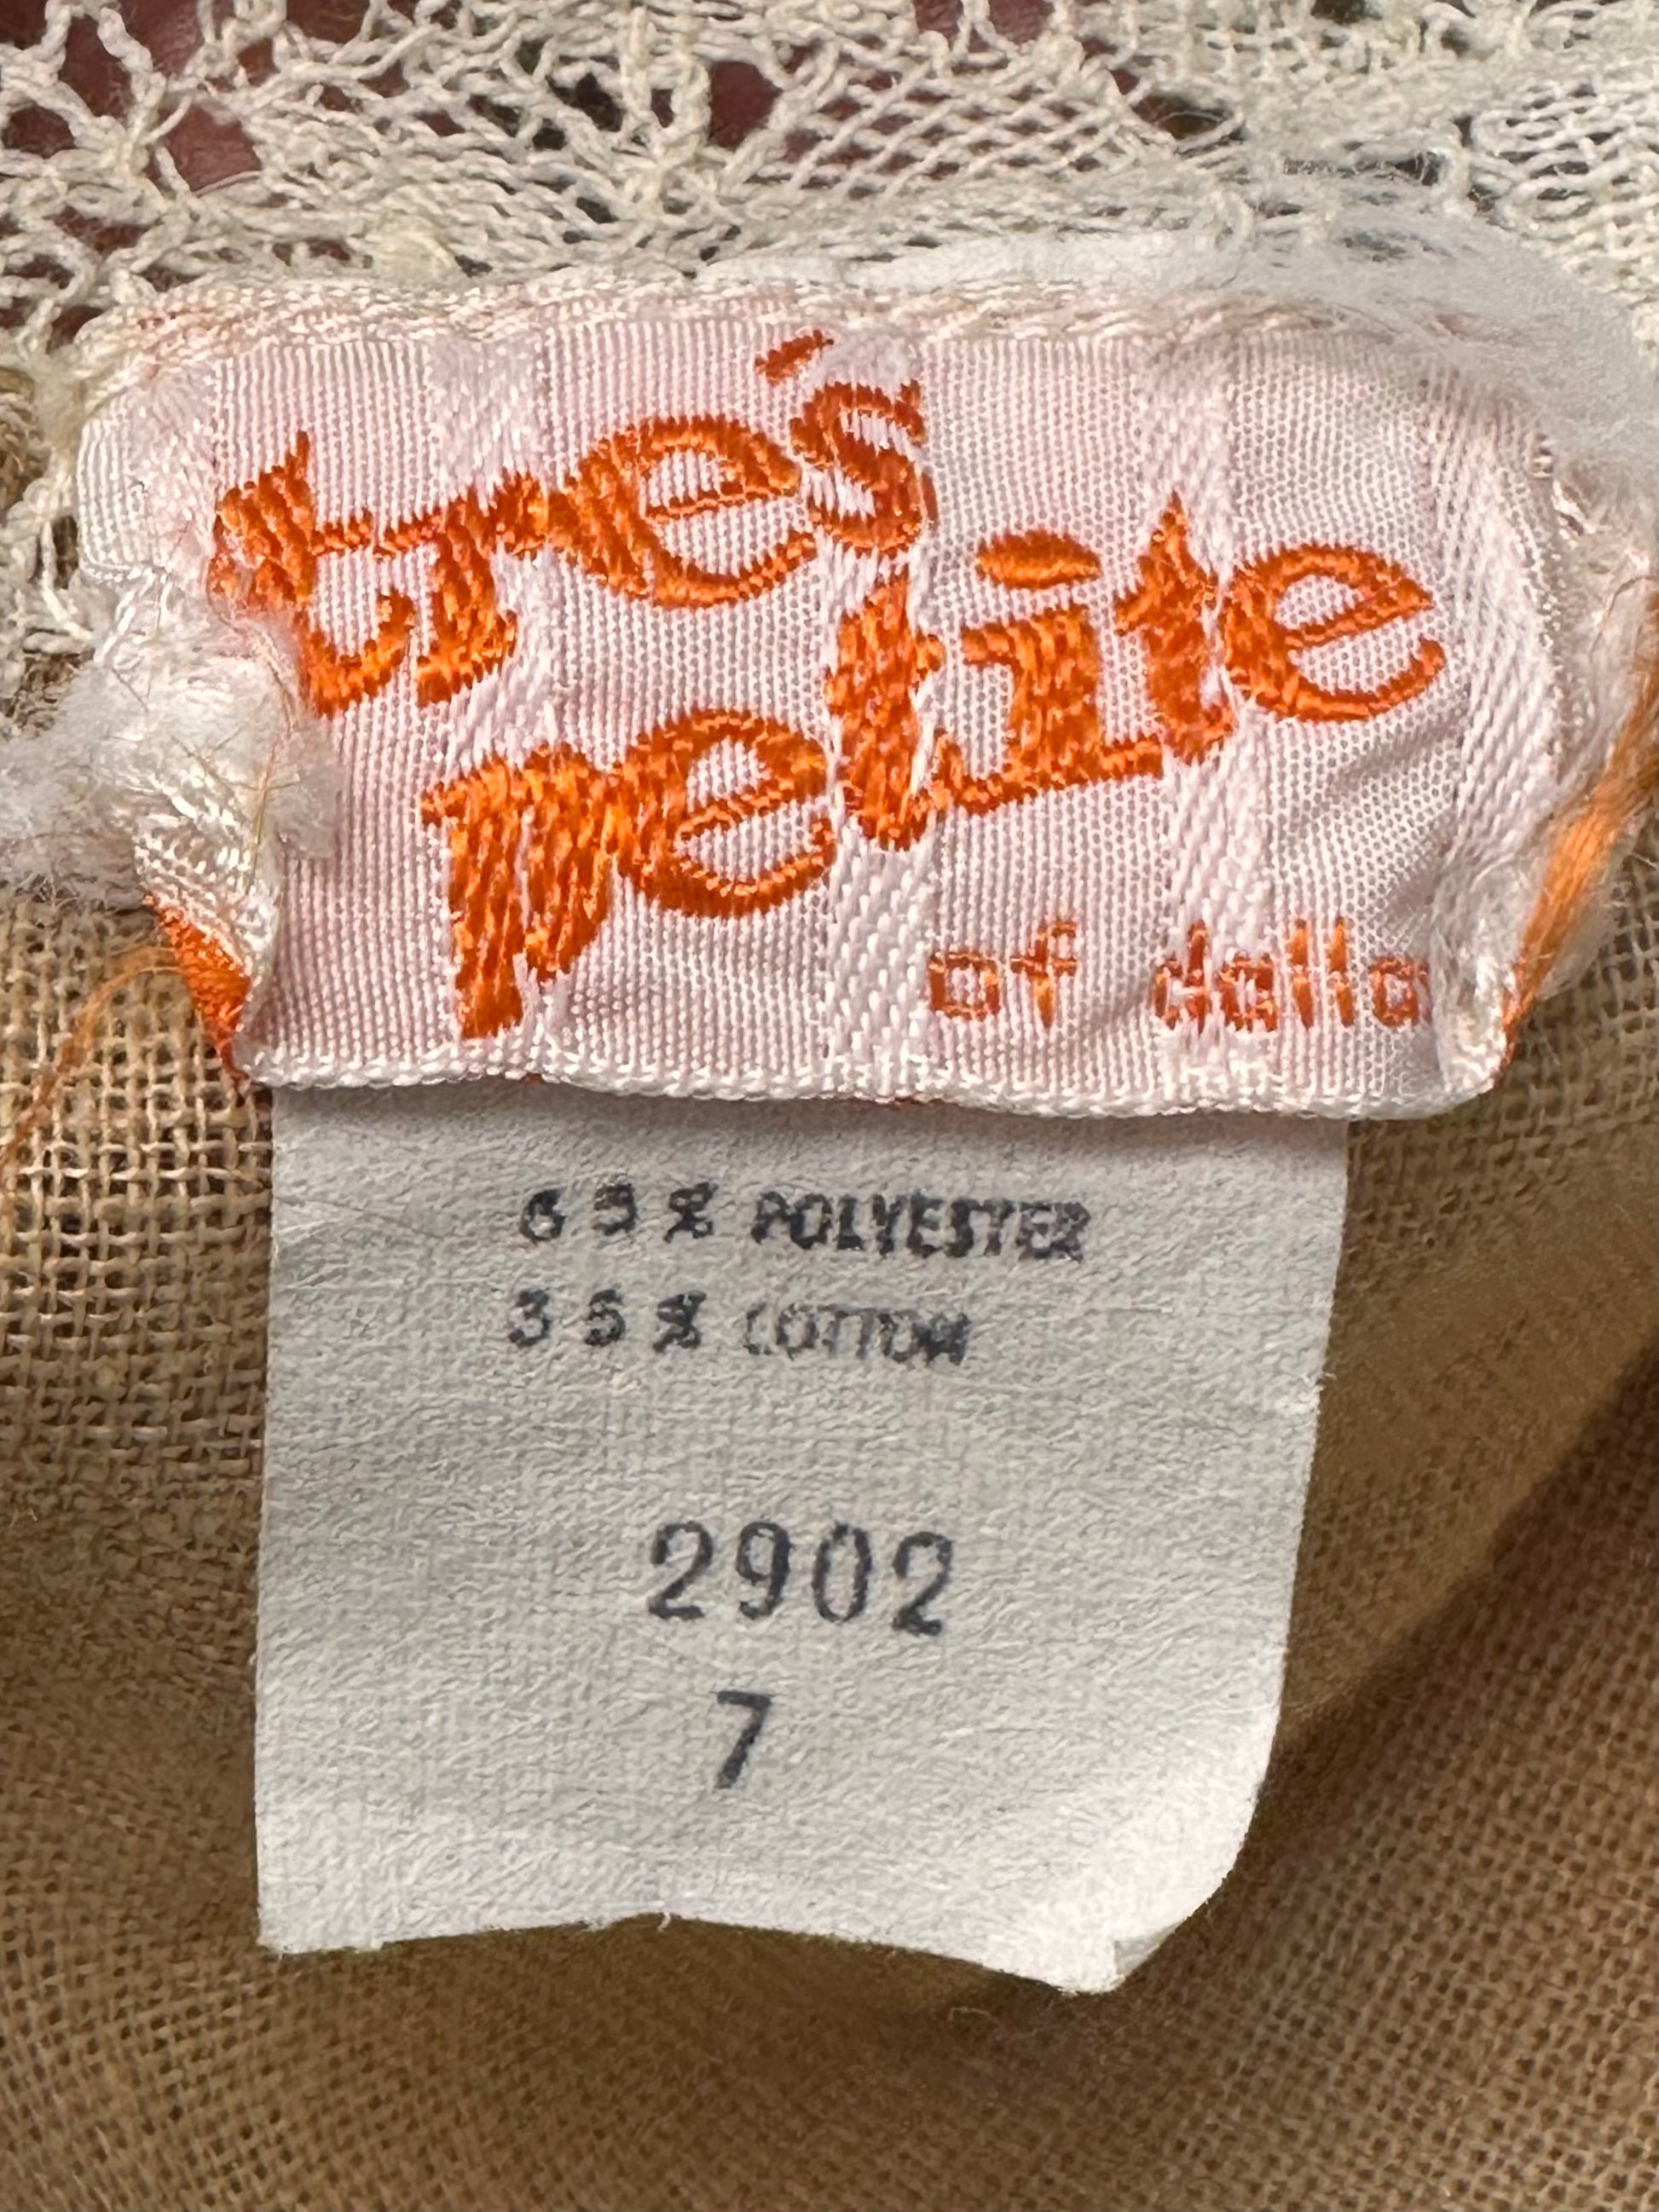 trés
petite
of dalla
65% POLYESTER
35% COTTON
2902
7